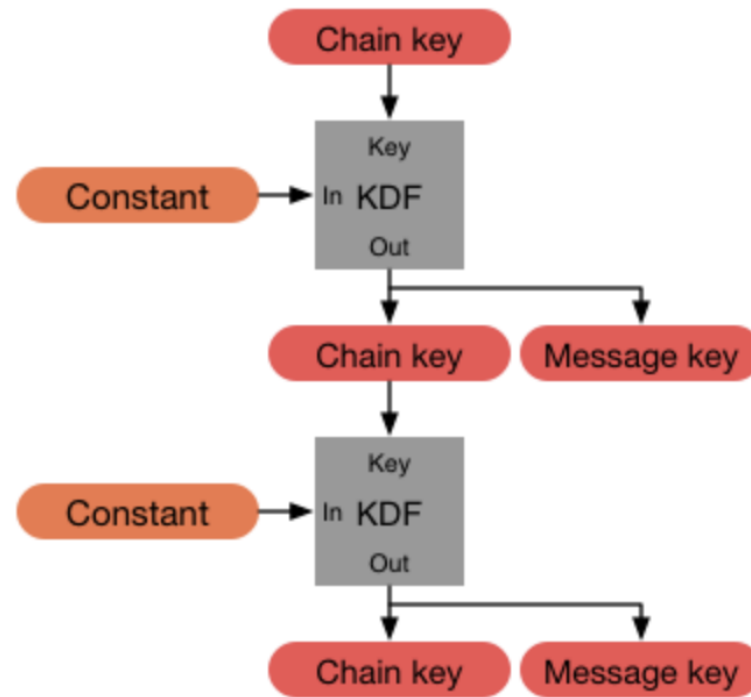 Chain key
Key
Constant
In KDF
Out
Chain key
Message key
Key
Constant
In KDF
Out
Chain key
Message key